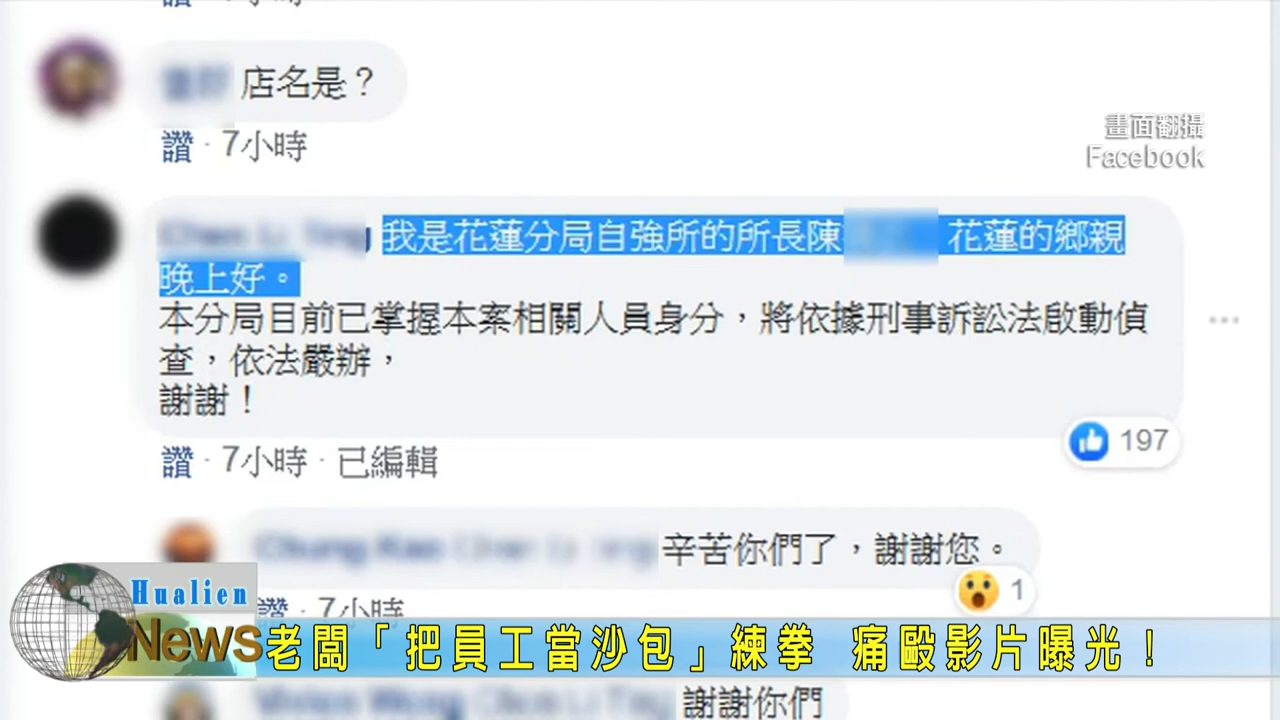 店名是？
讚 · 7小時
畫面翻攝
Facebook
我是花蓮分局自強所的所長陳 花蓮的鄉親
晚上好。
本分局目前已掌握本案相關人員身分，將依據刑事訴訟法啟動偵
查，依法嚴辦，
謝謝！
197
讚 · 7小時 · 已編輯
辛苦你們了，謝謝您。
1
讚 · 7小時
Hualien
News
老闆「把員工當沙包」練拳 痛毆影片曝光！
謝謝你們